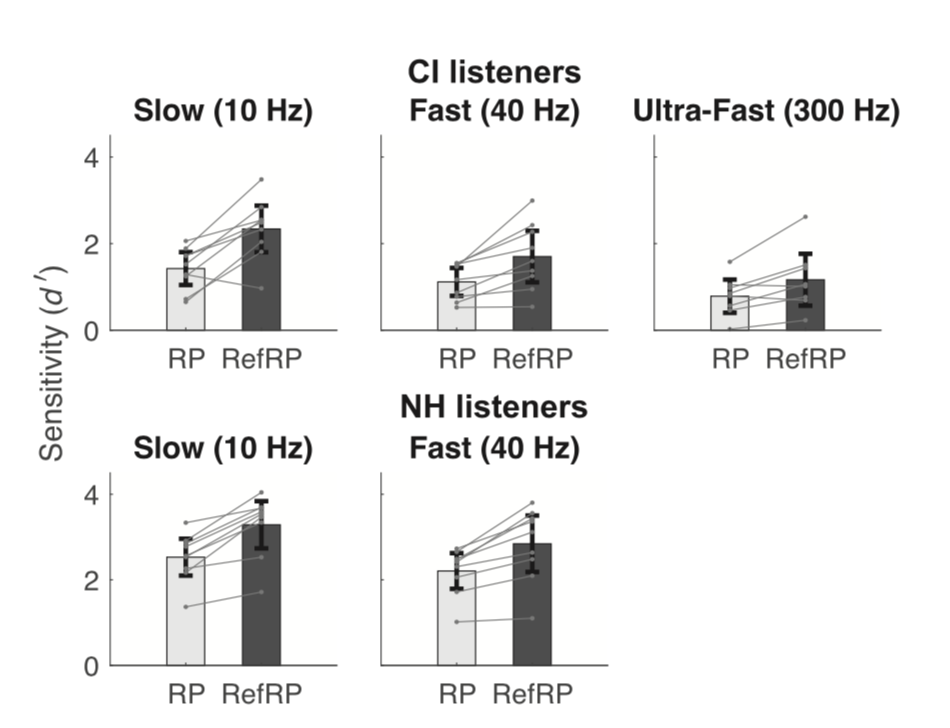 CI listeners
Slow (10 Hz) Fast (40 Hz) Ultra-Fast (300 Hz)
4
2
0
RP RefRP RP RefRP RP RefRP
Sensitivity (d′)
NH listeners
Slow (10 Hz) Fast (40 Hz)
4
2
0
RP RefRP RP RefRP